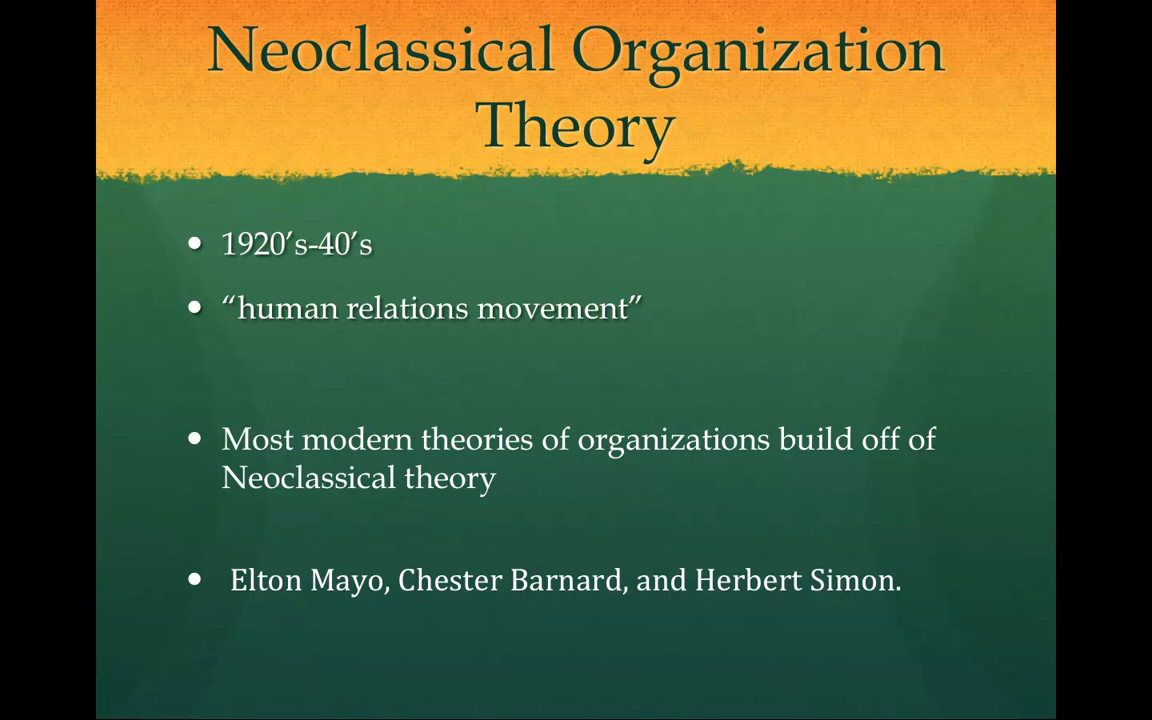 Neoclassical Organization
Theory
• 1920’s-40’s
• “human relations movement”
• Most modern theories of organizations build off of
Neoclassical theory
• Elton Mayo, Chester Barnard, and Herbert Simon.